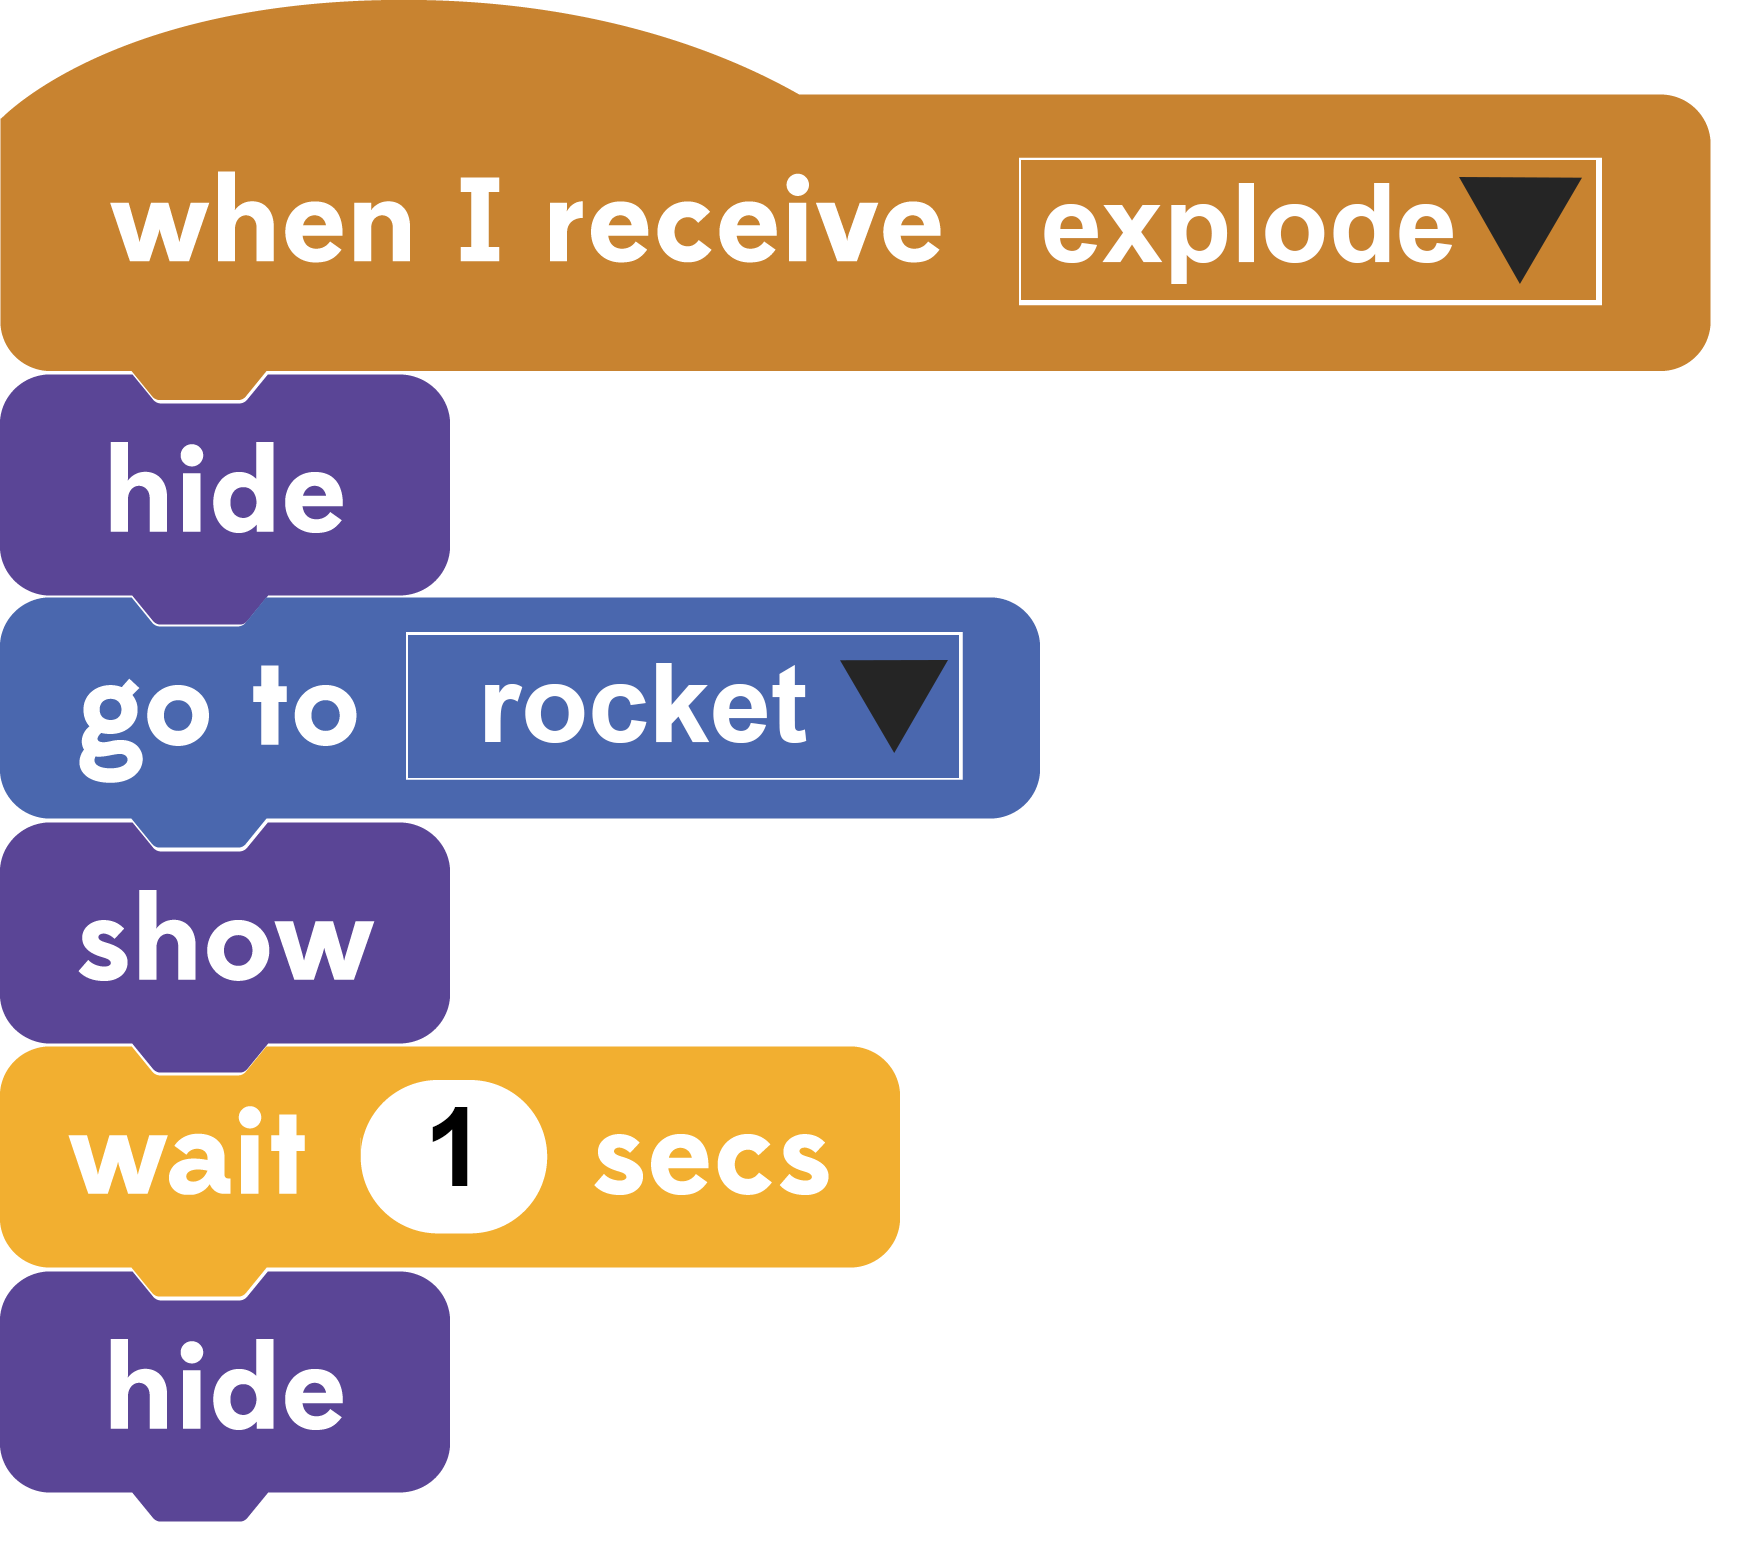 when I receive explode
hide
go to rocket
show
wait 1 secs
hide